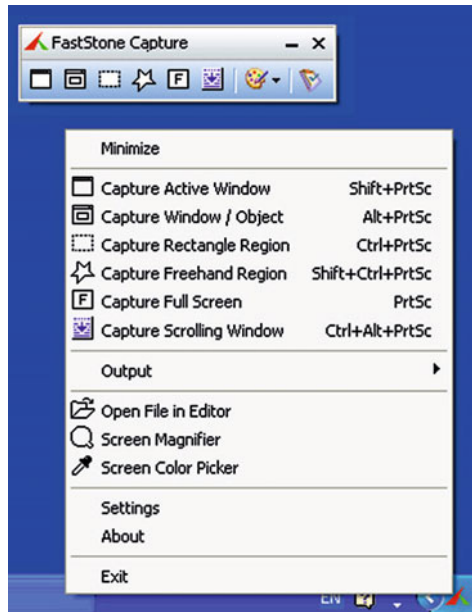 FastStone Capture
F
Minimize
Capture Active Window Shift+PrtSc
Capture Window / Object Alt+PrtSc
Capture Rectangle Region Ctrl+PrtSc
Capture Freehand Region Shift+Ctrl+PrtSc
F Capture Full Screen PrtSc
Capture Scrolling Window Ctrl+Alt+PrtSc
Output
Open File in Editor
Screen Magnifier
Screen Color Picker
Settings
About
Exit
EN